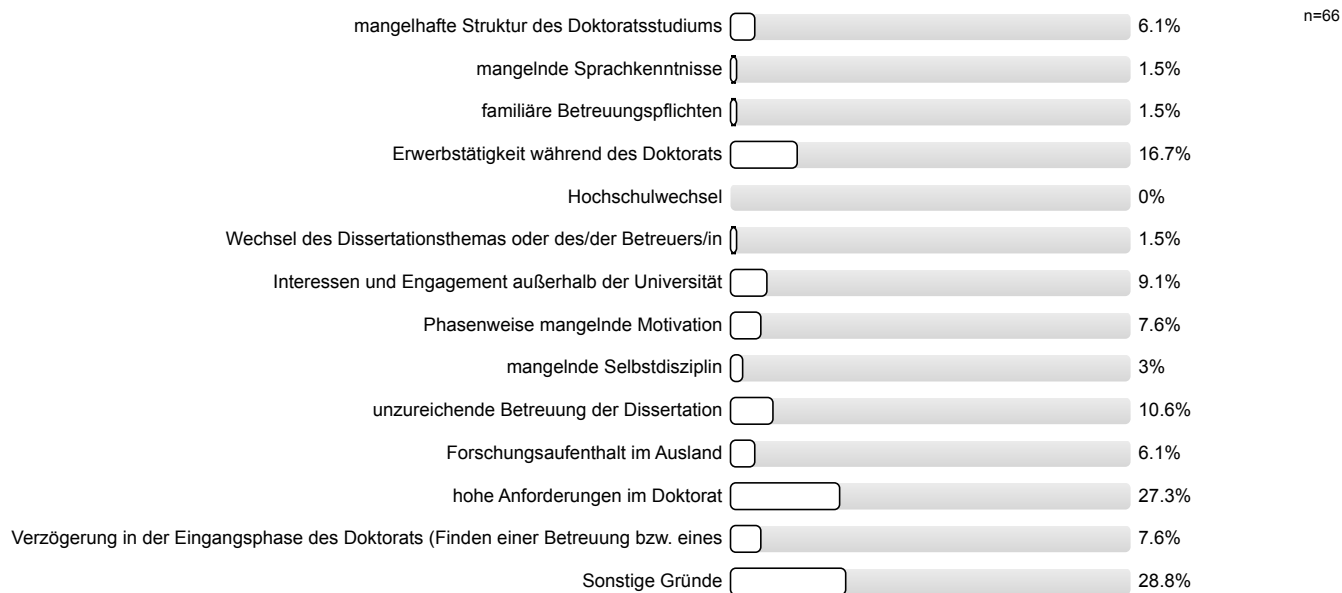 n=66
mangelhafte Struktur des Doktoratsstudiums 6.1%
mangelnde Sprachkenntnisse 1.5%
familiäre Betreuungspflichten 1.5%
Erwerbstätigkeit während des Doktorats 16.7%
Hochschulwechsel 0%
Wechsel des Dissertationsthemas oder des/der Betreuers/in 1.5%
Interessen und Engagement außerhalb der Universität 9.1%
Phasenweise mangelnde Motivation 7.6%
mangelnde Selbstdisziplin 3%
unzureichende Betreuung der Dissertation 10.6%
Forschungsaufenthalt im Ausland 6.1%
hohe Anforderungen im Doktorat 27.3%
Verzögerung in der Eingangsphase des Doktorats (Finden einer Betreuung bzw. eines 7.6%
Sonstige Gründe 28.8%